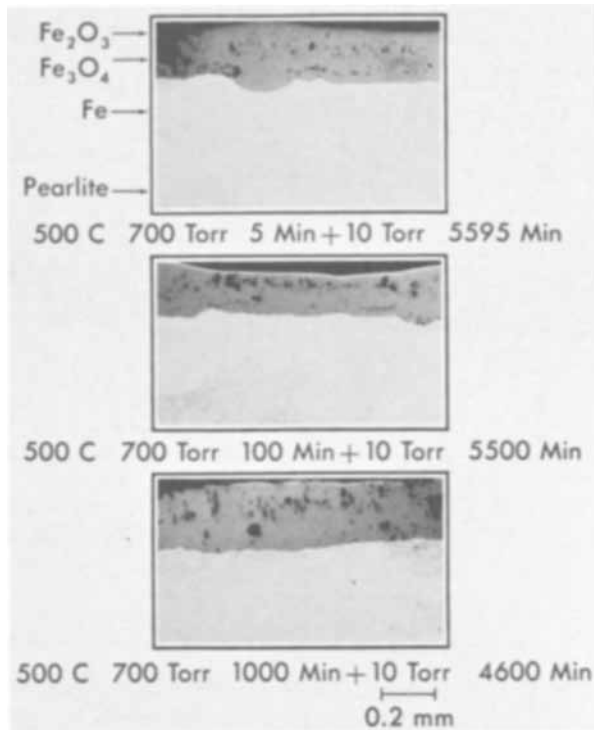 Fe₂O₃
Fe₃O₄
Fe
Pearlite
500 C 700 Torr 5 Min + 10 Torr 5595 Min
500 C 700 Torr 100 Min + 10 Torr 5500 Min
500 C 700 Torr 1000 Min + 10 Torr 4600 Min
0.2 mm